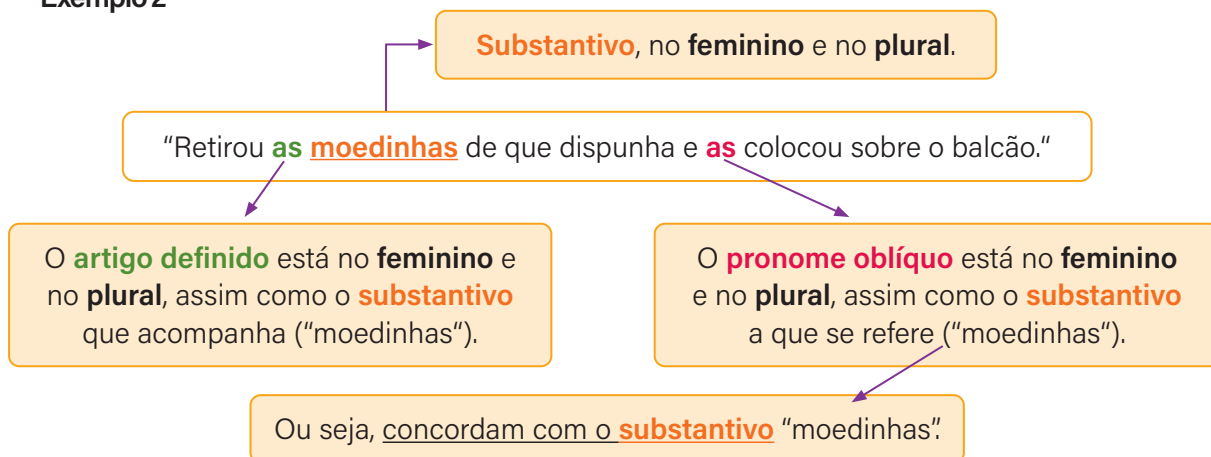 Exemplo 2
Substantivo, no feminino e no plural.
“Retirou as moedinhas de que dispunha e as colocou sobre o balcão.“
O artigo definido está no feminino e
no plural, assim como o substantivo
que acompanha (“moedinhas“).
O pronome oblíquo está no feminino
e no plural, assim como o substantivo
a que se refere (“moedinhas“).
Ou seja, concordam com o substantivo “moedinhas“.